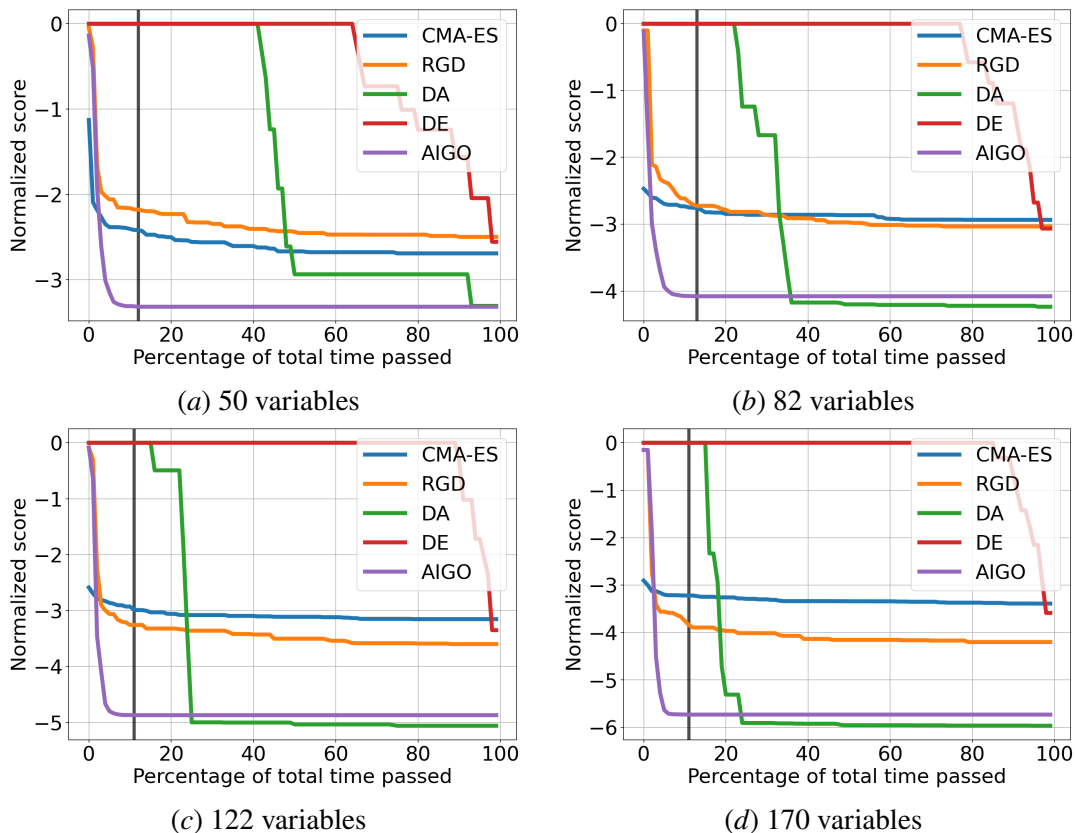 0
−1
−2
−3
Normalized score
0 20 40 60 80 100
Percentage of total time passed
CMA-ES
RGD
DA
DE
AIGO
(a) 50 variables
0
−1
−2
−3
−4
Normalized score
0 20 40 60 80 100
Percentage of total time passed
CMA-ES
RGD
DA
DE
AIGO
(b) 82 variables
0
−1
−2
−3
−4
−5
Normalized score
0 20 40 60 80 100
Percentage of total time passed
CMA-ES
RGD
DA
DE
AIGO
(c) 122 variables
0
−1
−2
−3
−4
−5
−6
Normalized score
0 20 40 60 80 100
Percentage of total time passed
CMA-ES
RGD
DA
DE
AIGO
(d) 170 variables